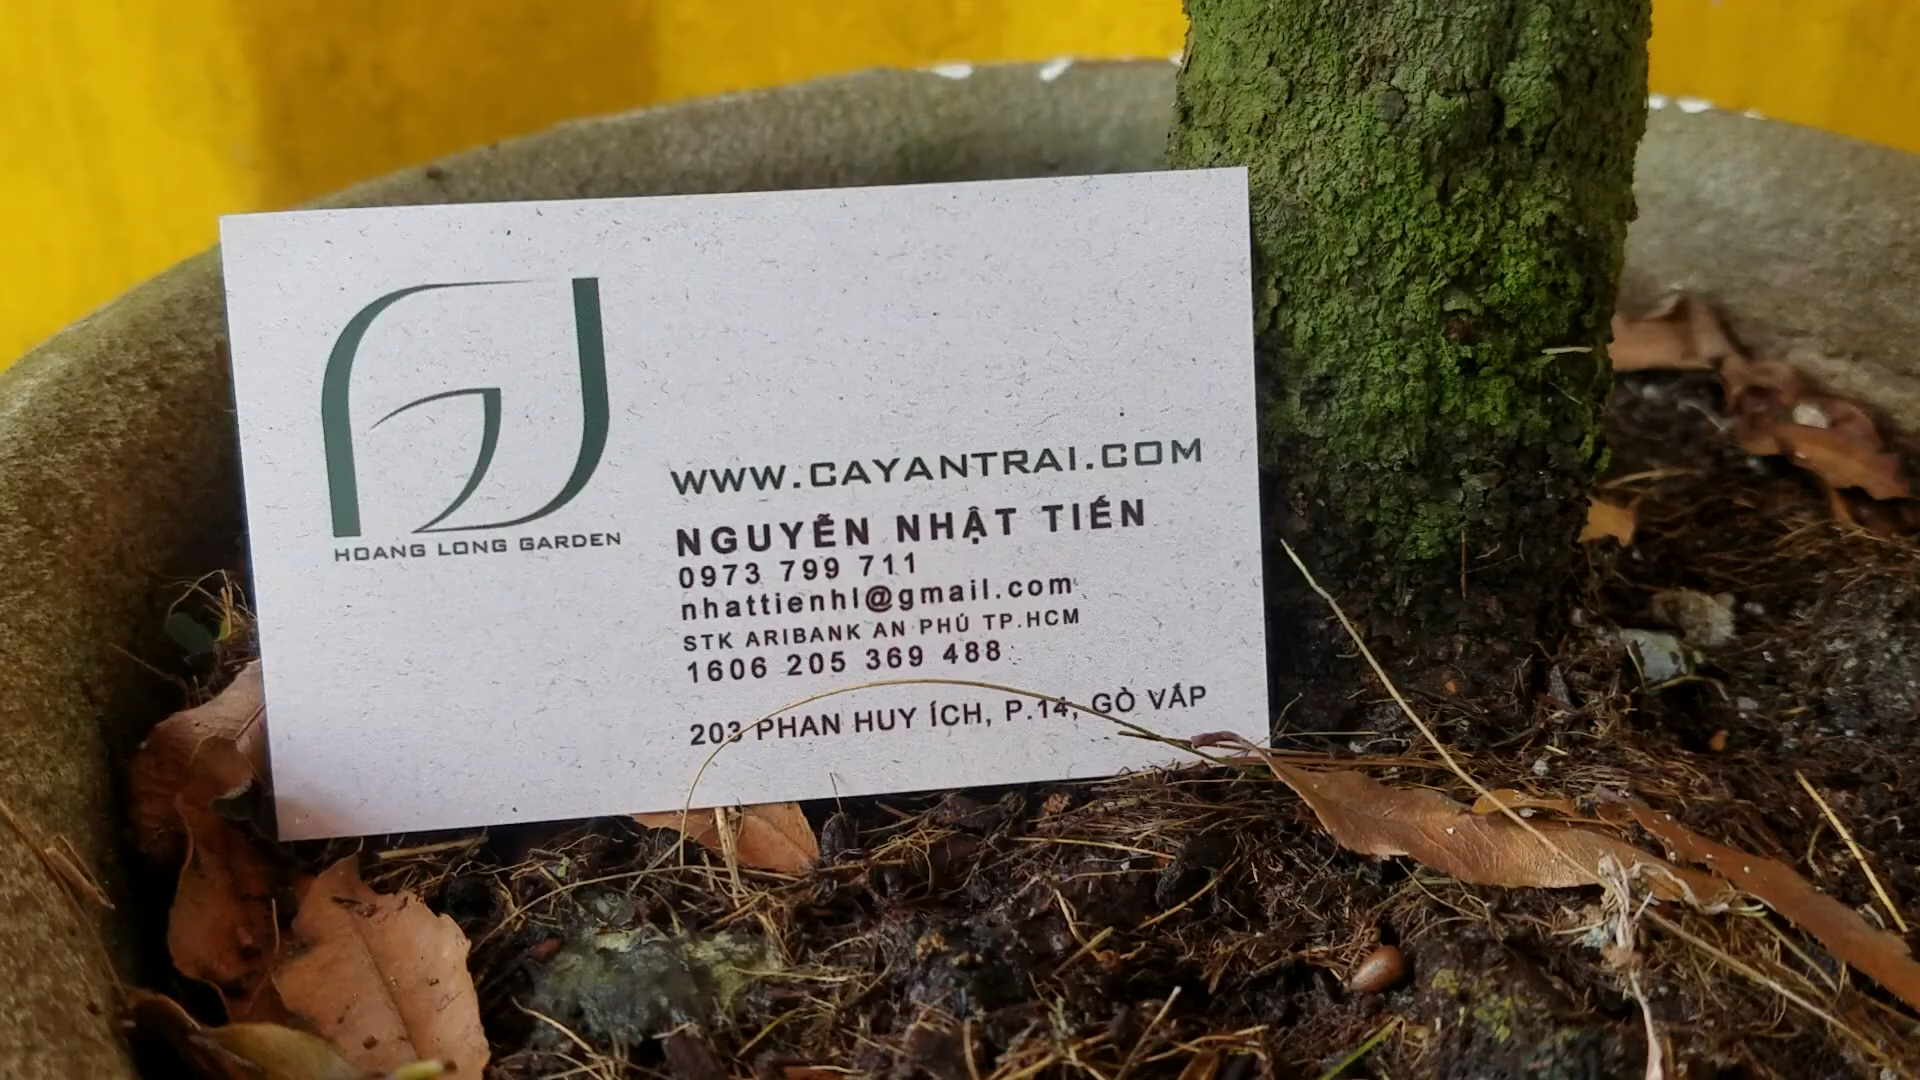 HOANG LONG GARDEN
WWW.CAYANTRAI.COM
NGUYỄN NHẬT TIẾN
0973 799 711
nhattienhl@gmail.com
STK ARIBANK AN PHÚ TP.HCM
1606 205 369 488
203 PHAN HUY ÍCH, P.14, GÒ VẤP